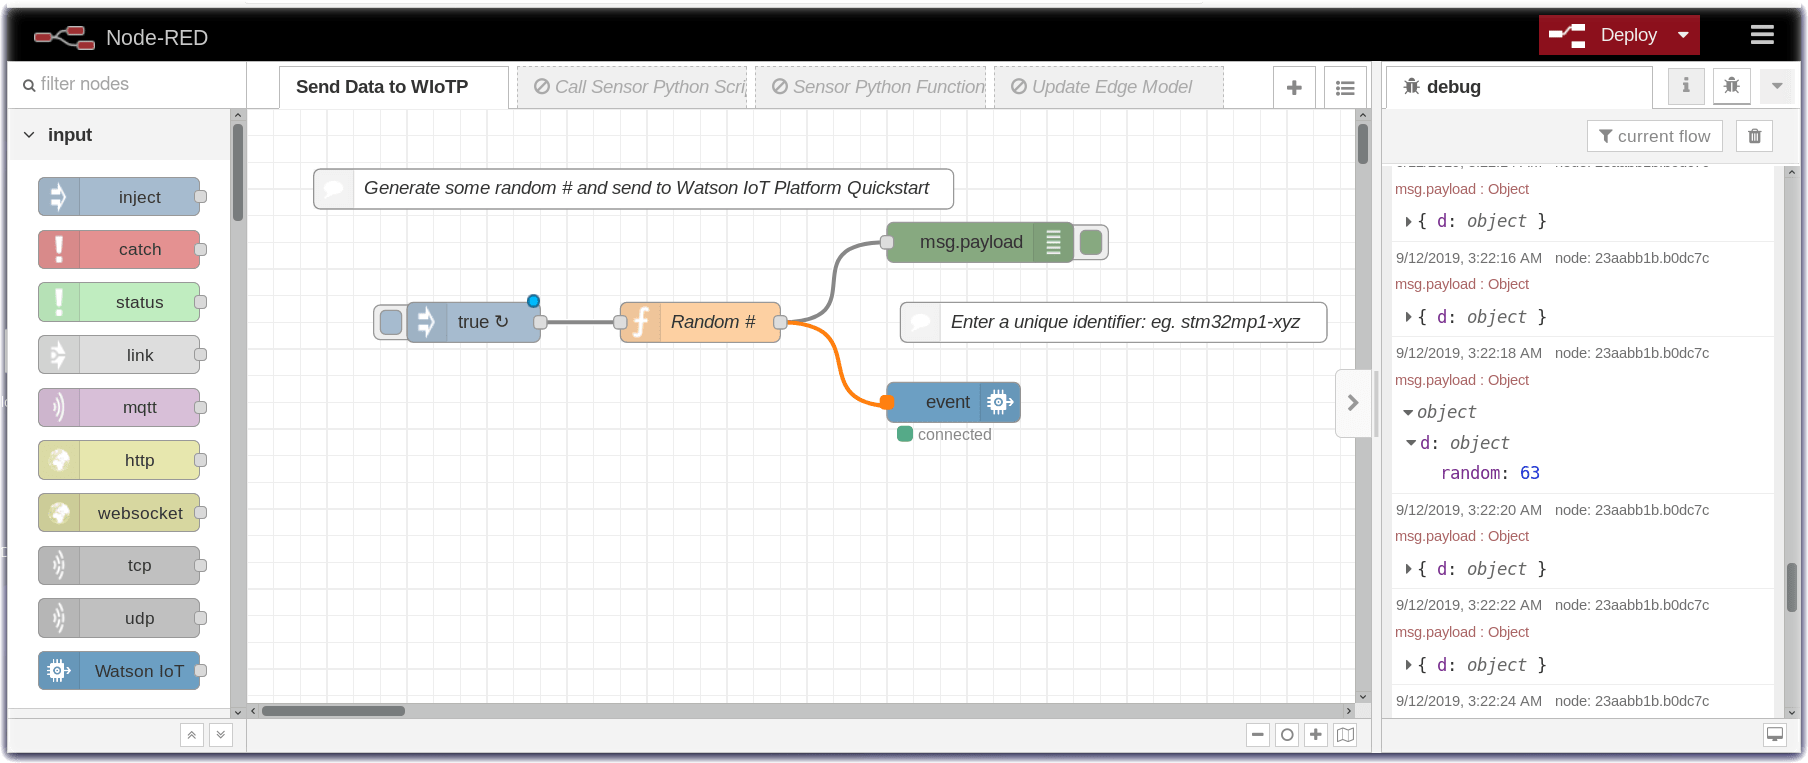 Node-RED
Deploy
filter nodes
Send Data to WIoTP
Call Sensor Python Scri
Sensor Python Function
Update Edge Model
debug
i
current flow
input
inject
catch
status
link
mqtt
http
websocket
tcp
udp
Watson IoT
Generate some random # and send to Watson IoT Platform Quickstart
msg.payload
true ↻
Random #
Enter a unique identifier: eg. stm32mp1-xyz
event
connected
msg.payload : Object
{ d: object }
9/12/2019, 3:22:16 AM node: 23aabb1b.b0dc7c
msg.payload : Object
{ d: object }
9/12/2019, 3:22:18 AM node: 23aabb1b.b0dc7c
msg.payload : Object
object
d: object
random: 63
9/12/2019, 3:22:20 AM node: 23aabb1b.b0dc7c
msg.payload : Object
{ d: object }
9/12/2019, 3:22:22 AM node: 23aabb1b.b0dc7c
msg.payload : Object
{ d: object }
9/12/2019, 3:22:24 AM node: 23aabb1b.b0dc7c